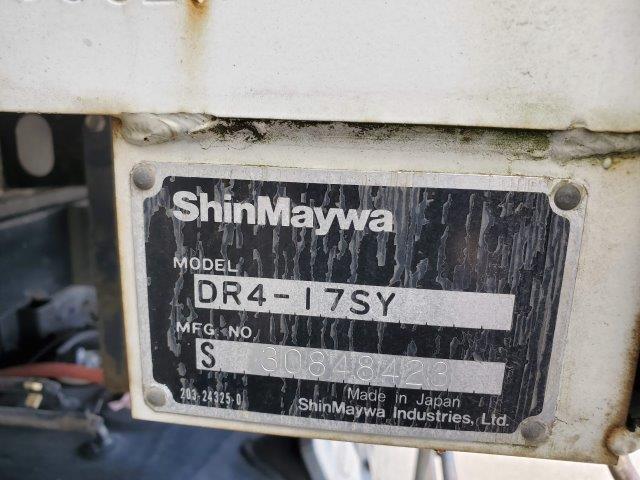 ShinMaywa
MODEL
DR4-17SY
MFG. NO.
S 30848423
203-24325-0
Made in Japan
ShinMaywa Industries, Ltd.